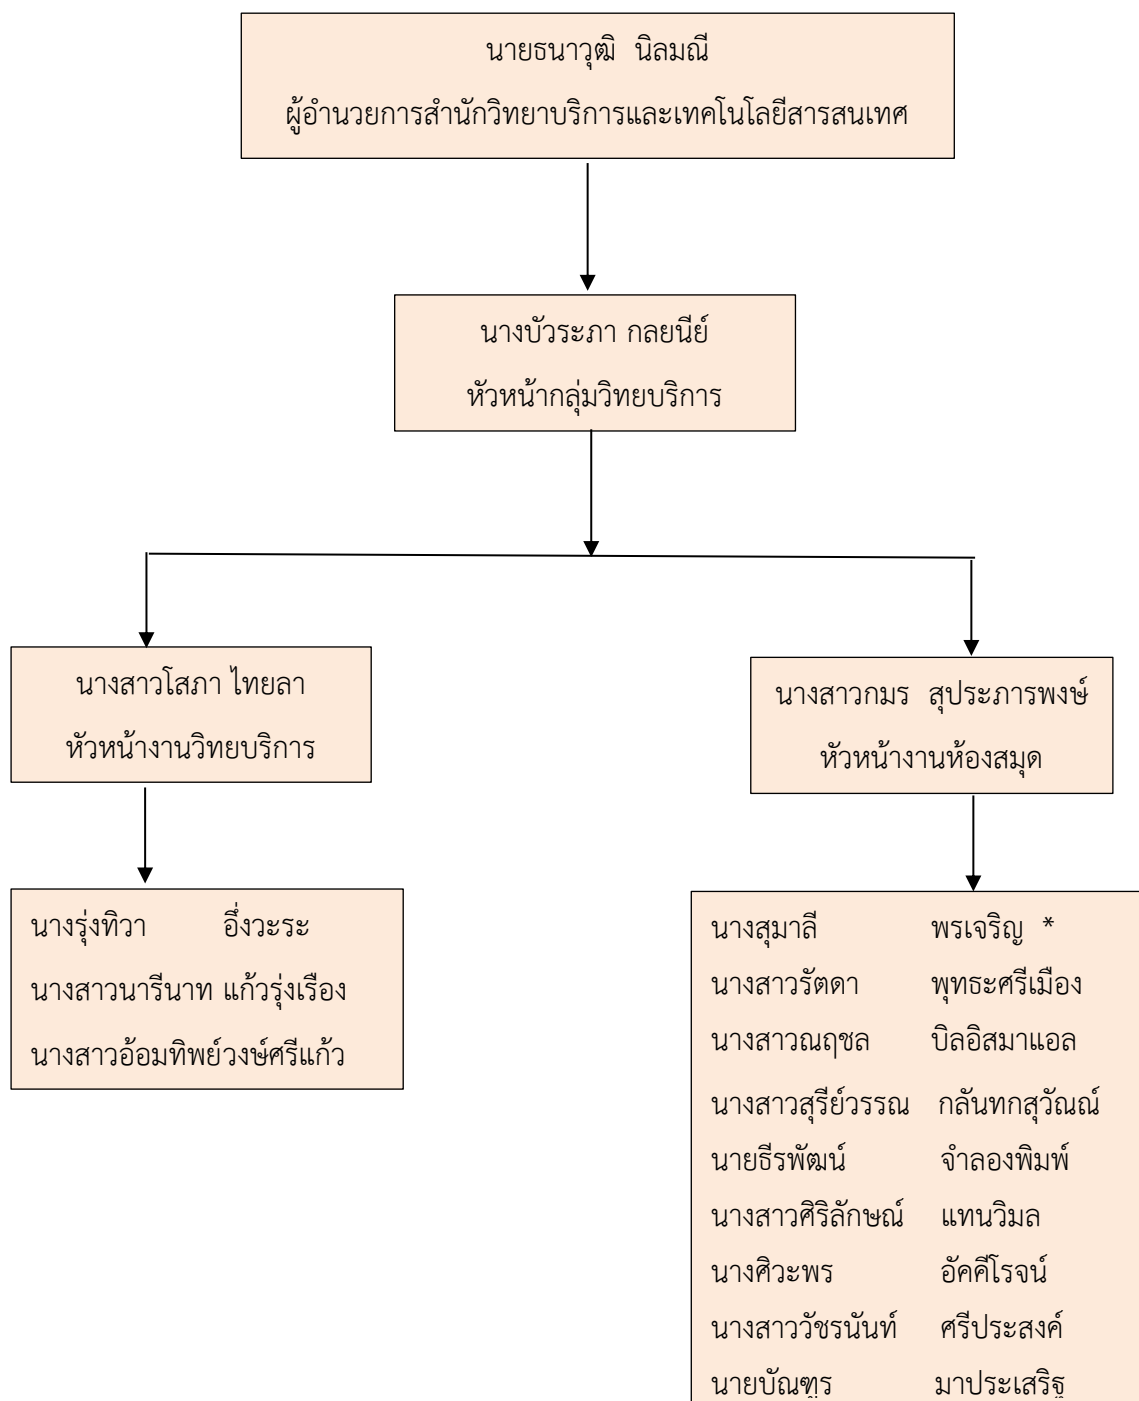 นายธนาวุฒิ นิลมณี
ผู้อำนวยการสำนักวิทยาบริการและเทคโนโลยีสารสนเทศ
นางบัวระภา กลยนีย์
หัวหน้ากลุ่มวิทยบริการ
นางสาวโสภา ไทยลา
หัวหน้างานวิทยบริการ
นางสาวกมร สุประภารพงษ์
หัวหน้างานห้องสมุด
นางรุ่งทิวา อึ่งวะระ
นางสาวนารีนาท แก้วรุ่งเรือง
นางสาวอ้อมทิพย์วงษ์ศรีแก้ว
นางสุมาลี พรเจริญ *
นางสาวรัตดา พุทธะศรีเมือง
นางสาวณฤชล บิลอิสมาแอล
นางสาวสุรีย์วรรณ กลันทกสุวัณณ์
นายธีรพัฒน์ จำลองพิมพ์
นางสาวศิริลักษณ์ แทนวิมล
นางศิวะพร อัคคีโรจน์
นางสาววัชรนันท์ ศรีประสงค์
นายบัณฑูร มาประเสริฐ